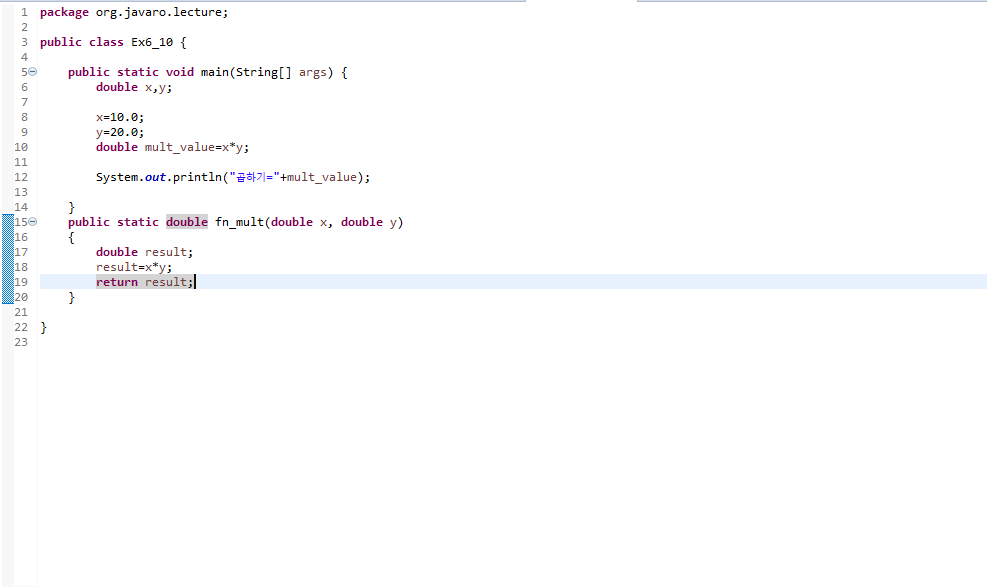 1 package org.javaro.lecture;
2
3 public class Ex6_10 {
4
5 public static void main(String[] args) {
6 double x,y;
7
8 x=10.0;
9 y=20.0;
10 double mult_value=x*y;
11
12 System.out.println("곱하기="+mult_value);
13
14 }
15 public static double fn_mult(double x, double y)
16 {
17 double result;
18 result=x*y;
19 return result;
20 }
21
22 }
23